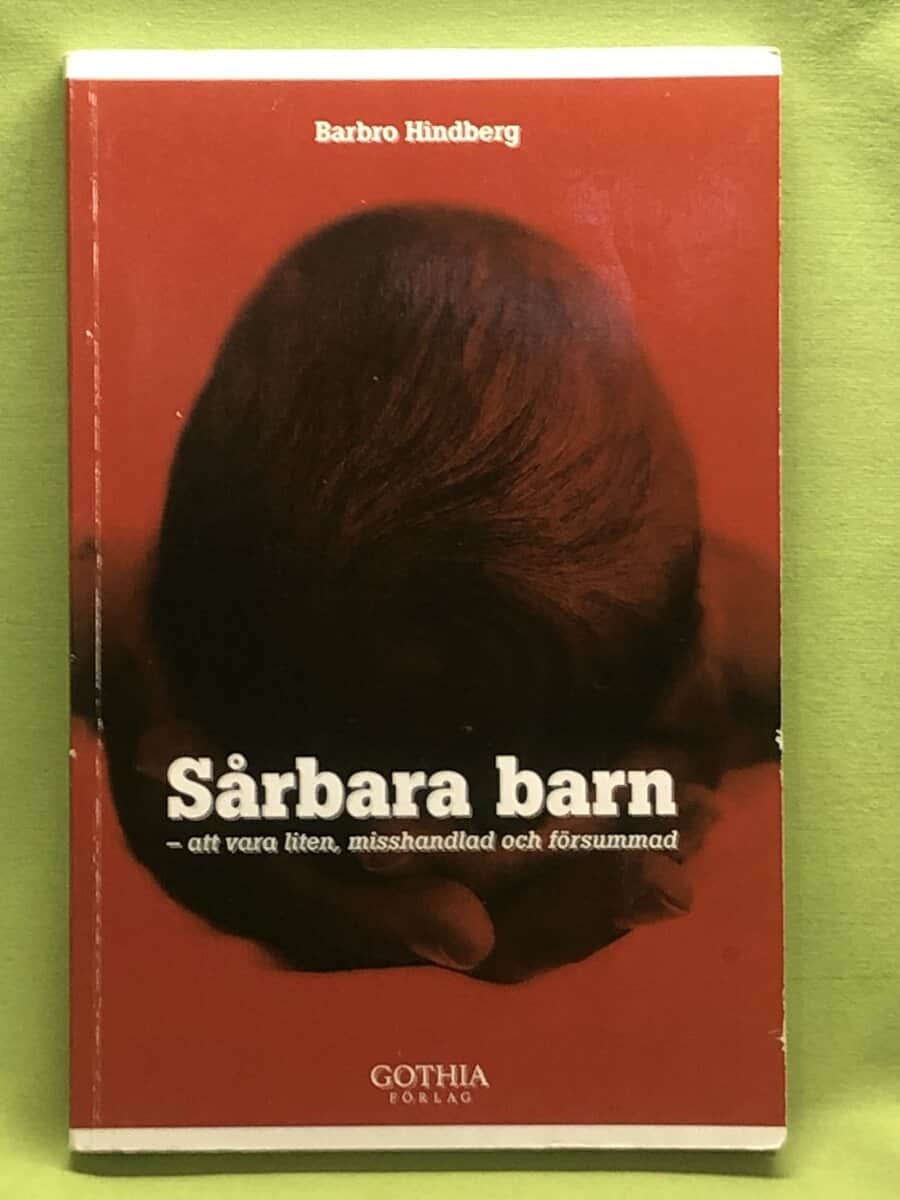 Barbro Hindberg
Sårbara barn
– att vara liten, misshandlad och försummad
GOTHIA
FÖRLAG